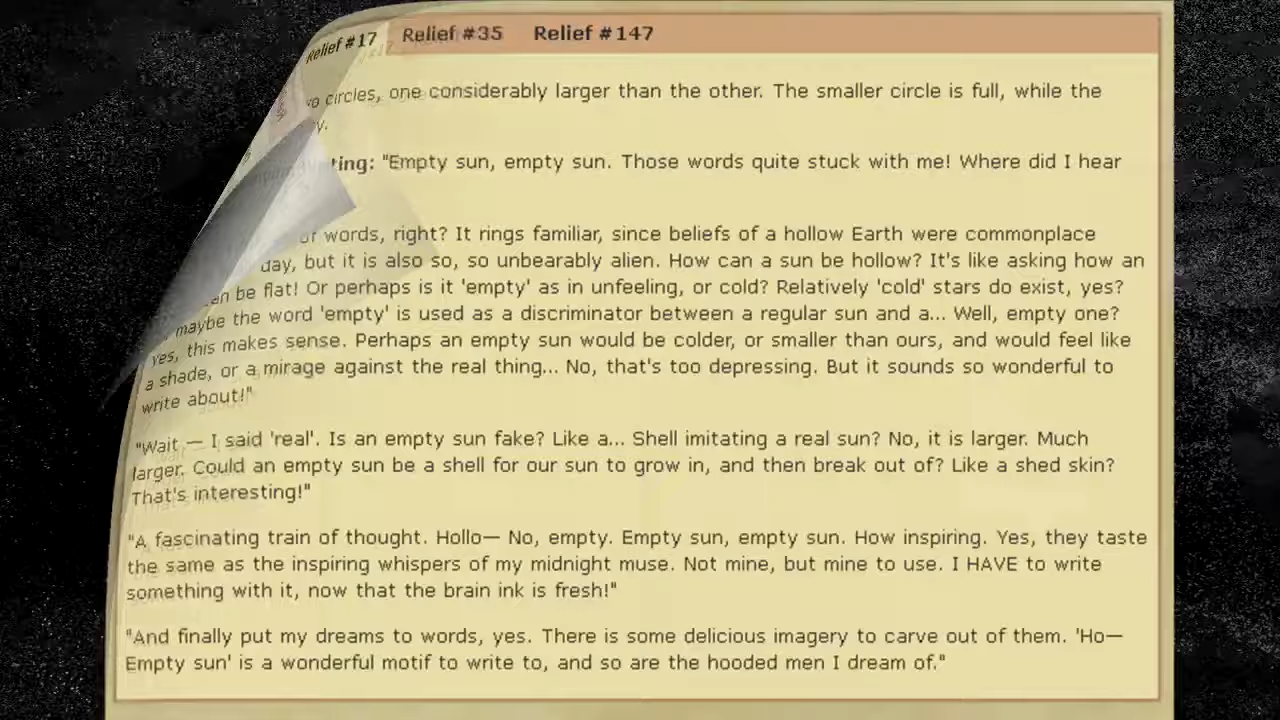 Relief #17 Relief #35 Relief #147
circles, one considerably larger than the other. The smaller circle is full, while the
"Empty sun, empty sun. Those words quite stuck with me! Where did I hear
words, right? It rings familiar, since beliefs of a hollow Earth were commonplace
day, but it is also so, so unbearably alien. How can a sun be hollow? It's like asking how an
be flat! Or perhaps is it 'empty' as in unfeeling, or cold? Relatively 'cold' stars do exist, yes?
maybe the word 'empty' is used as a discriminator between a regular sun and a... Well, empty one?
Yes, this makes sense. Perhaps an empty sun would be colder, or smaller than ours, and would feel like
a shade, or a mirage against the real thing... No, that's too depressing. But it sounds so wonderful to
write about!"
"Wait — I said 'real'. Is an empty sun fake? Like a... Shell imitating a real sun? No, it is larger. Much
larger. Could an empty sun be a shell for our sun to grow in, and then break out of? Like a shed skin?
That's interesting!"
"A fascinating train of thought. Hollo— No, empty. Empty sun, empty sun. How inspiring. Yes, they taste
the same as the inspiring whispers of my midnight muse. Not mine, but mine to use. I HAVE to write
something with it, now that the brain ink is fresh!"
"And finally put my dreams to words, yes. There is some delicious imagery to carve out of them. 'Ho—
Empty sun' is a wonderful motif to write to, and so are the hooded men I dream of."